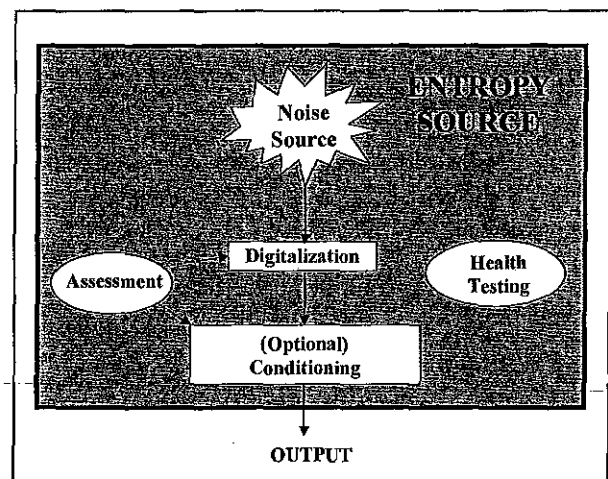 ENTROPY
SOURCE
Noise
Source
Digitalization
Assessment
Health
Testing
(Optional)
Conditioning
OUTPUT